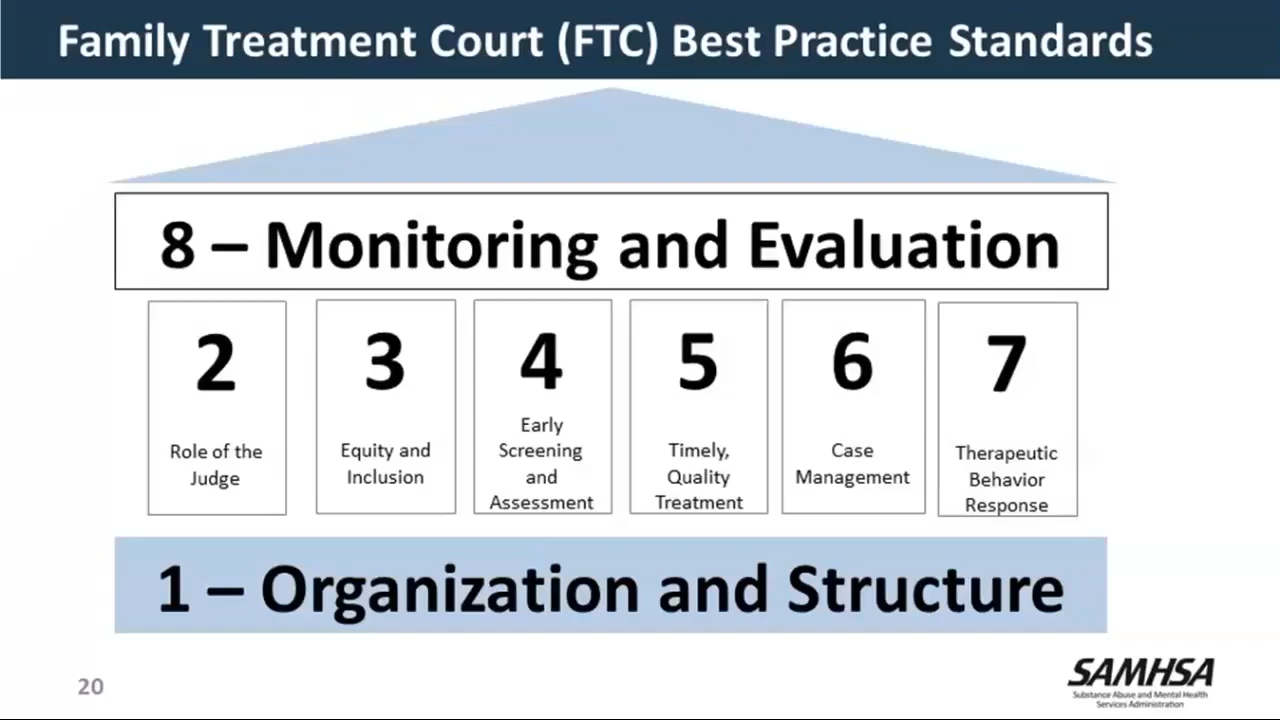 Family Treatment Court (FTC) Best Practice Standards
8 – Monitoring and Evaluation
2
Role of the
Judge
3
Equity and
Inclusion
4
Early
Screening
and
Assessment
5
Timely,
Quality
Treatment
6
Case
Management
7
Therapeutic
Behavior
Response
1 – Organization and Structure
20
SAMHSA
Substance Abuse and Mental Health
Services Administration